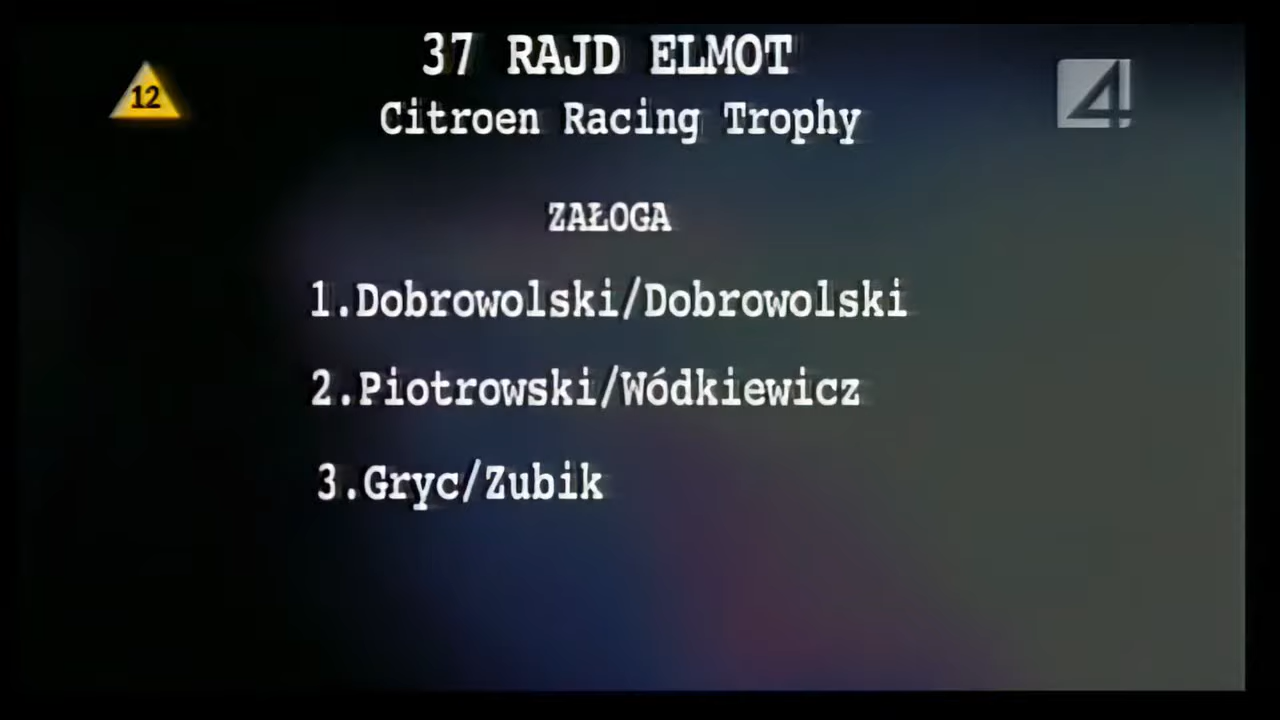 37 RAJD ELMOT
12
4!
Citroen Racing Trophy
ZAŁOGA
1.Dobrowolski/Dobrowolski
2.Piotrowski/Wódkiewicz
3.Gryc/Zubik